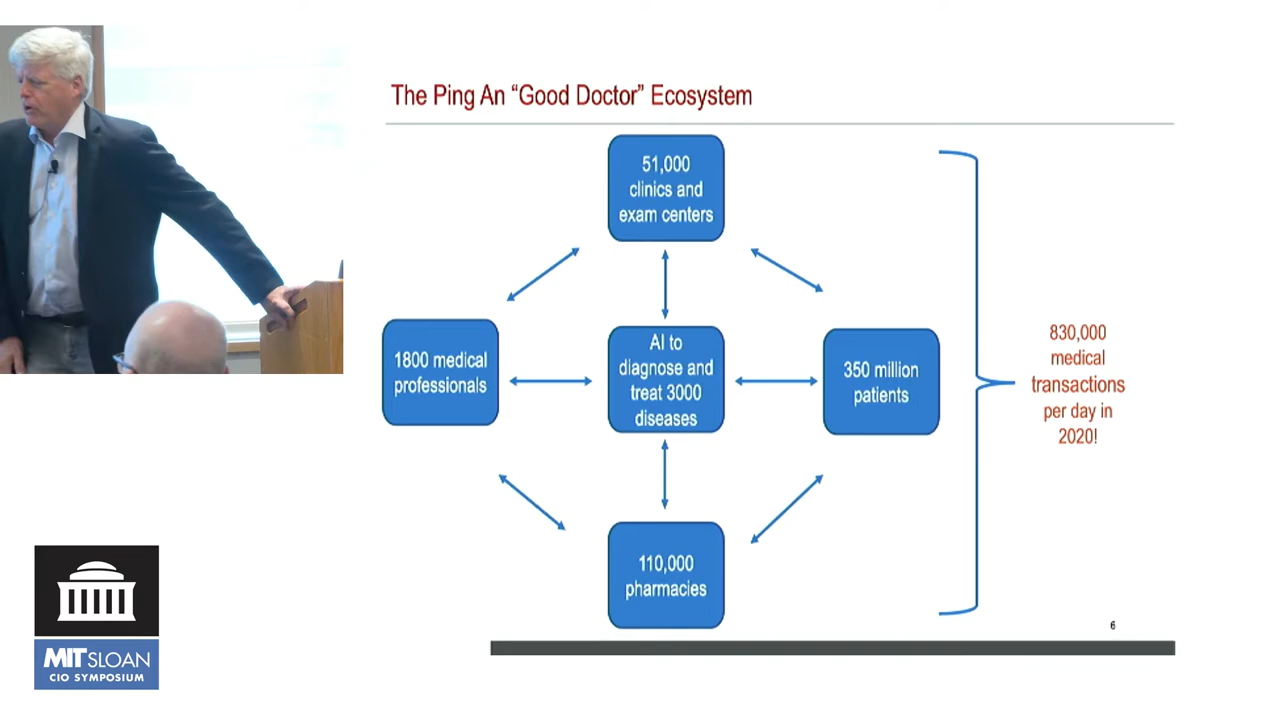 The Ping An “Good Doctor” Ecosystem
51,000
clinics and
exam centers
1800 medical
professionals
AI to
diagnose and
treat 3000
diseases
350 million
patients
110,000
pharmacies
830,000
medical
transactions
per day in
2020!
6
MIT SLOAN
CIO SYMPOSIUM